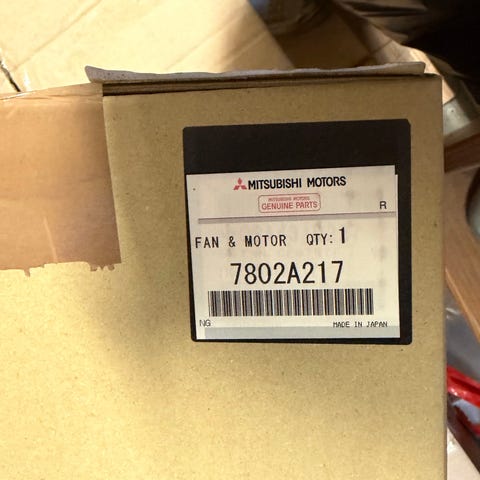 MITSUBISHI MOTORS
MITSUBISHI MOTORS
GENUINE PARTS
R
FAN & MOTOR QTY: 1
7802A217
NG
MADE IN JAPAN